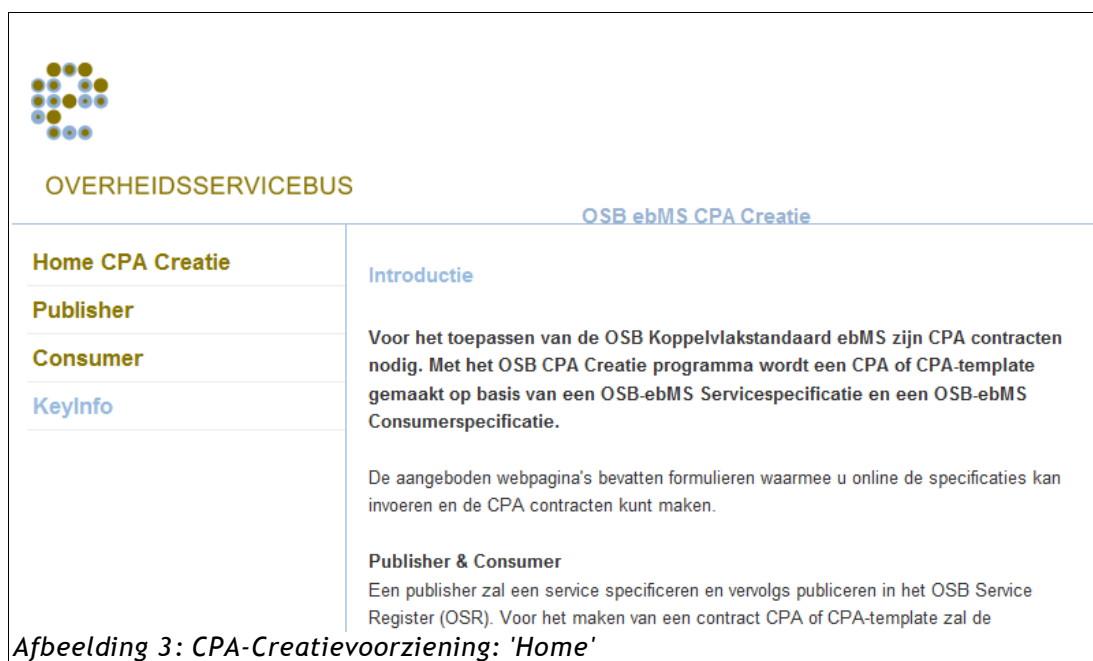 OVERHEIDSSERVICEBUS
OSB ebMS CPA Creatie
Home CPA Creatie
Publisher
Consumer
KeyInfo
Introductie
Voor het toepassen van de OSB Koppelvlakstandaard ebMS zijn CPA contracten
nodig. Met het OSB CPA Creatie programma wordt een CPA of CPA-template
gemaakt op basis van een OSB-ebMS Servicespecificatie en een OSB-ebMS
Consumerspecificatie.
De aangeboden webpagina's bevatten formulieren waarmee u online de specificaties kan
invoeren en de CPA contracten kunt maken.
Publisher & Consumer
Een publisher zal een service specificeren en vervolgs publiceren in het OSB Service
Register (OSR). Voor het maken van een contract CPA of CPA-template zal de
Afbeelding 3: CPA-Creatievoorziening: 'Home'